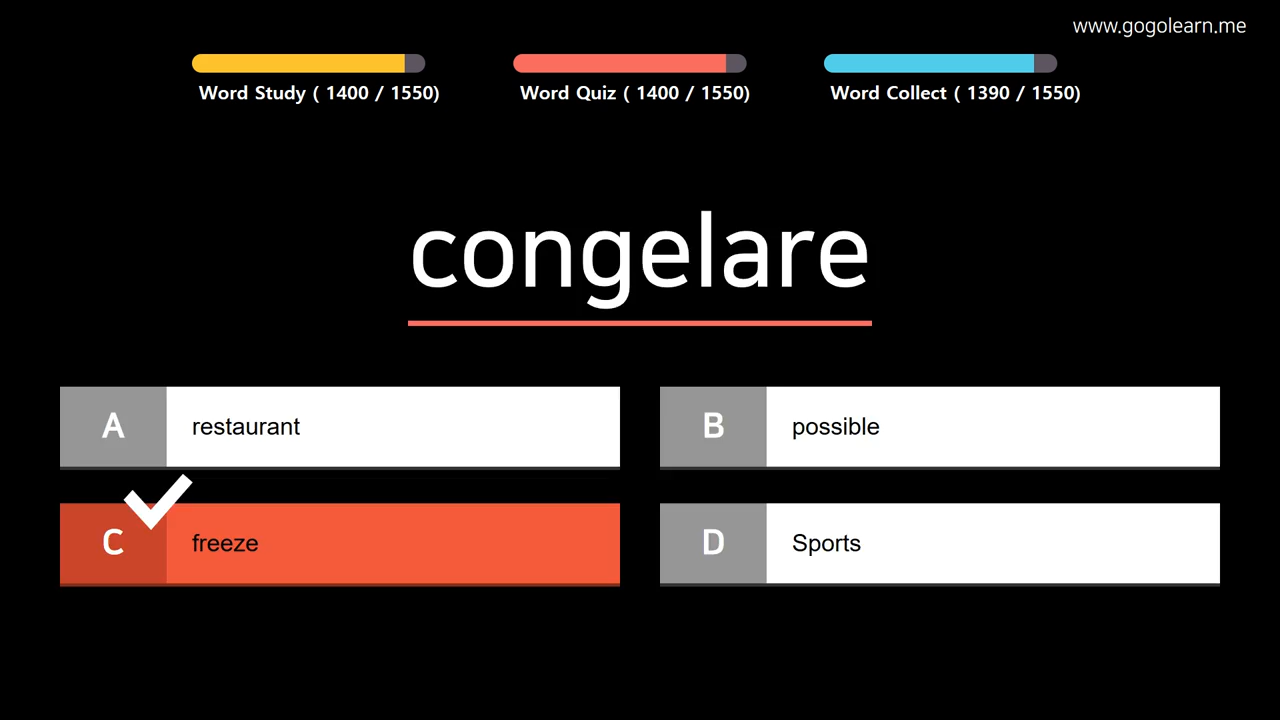 www.gogolearn.me
Word Study ( 1400 / 1550)
Word Quiz ( 1400 / 1550)
Word Collect ( 1390 / 1550)
congelare
A restaurant
B possible
C freeze
D Sports